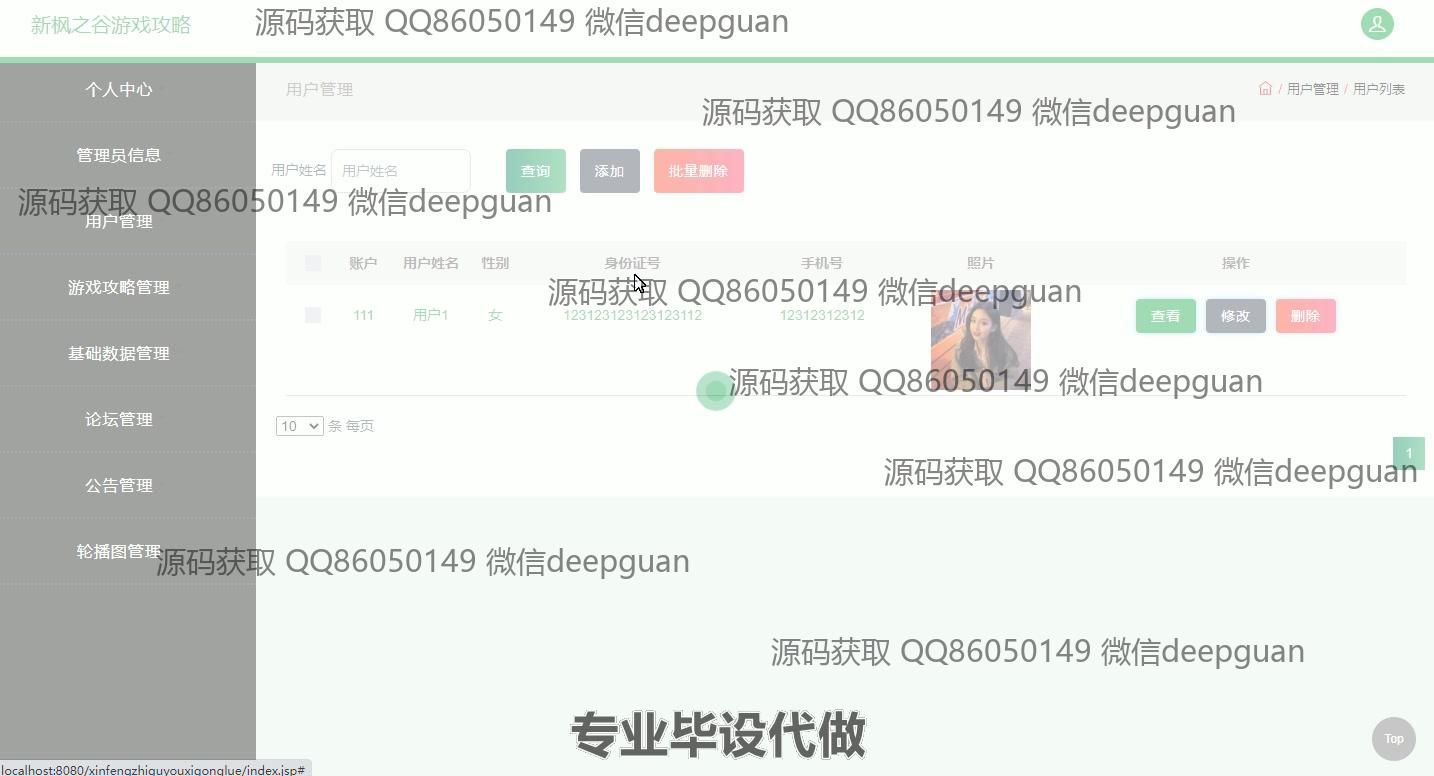 新枫之谷游戏攻略
源码获取 QQ86050149 微信deepguan
个人中心
用户管理
/ 用户管理 / 用户列表
源码获取 QQ86050149 微信deepguan
管理员信息
用户姓名 用户姓名 查询 添加 批量删除
源码获取 QQ86050149 微信deepguan
用户管理
账户 用户姓名 性别 身份证号 手机号 照片 操作
游戏攻略管理
源码获取 QQ86050149 微信deepguan
111 用户1 女 123123123123123112 12312312312 查看 修改 删除
基础数据管理
源码获取 QQ86050149 微信deepguan
论坛管理
10 条 每页
1
源码获取 QQ86050149 微信deepguan
公告管理
轮播图管理
源码获取 QQ86050149 微信deepguan
源码获取 QQ86050149 微信deepguan
专业毕设代做
Top
localhost:8080/xinfengzhiguyouxigonglue/index.jsp#